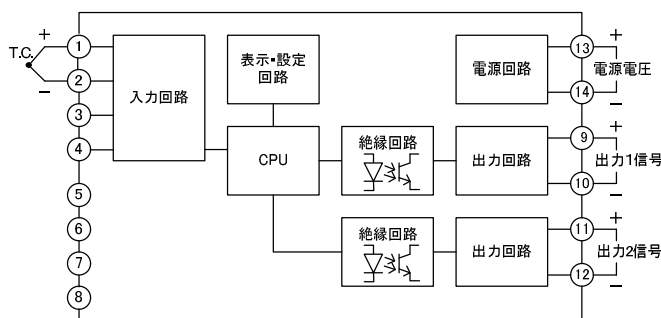 T.C.
+
−
1
2
3
4
5
6
7
8
入力回路
表示・設定
回路
CPU
絶縁回路
絶縁回路
電源回路
出力回路
出力回路
13
14
+
電源電圧
−
9
10
+
出力1信号
−
11
12
+
出力2信号
−